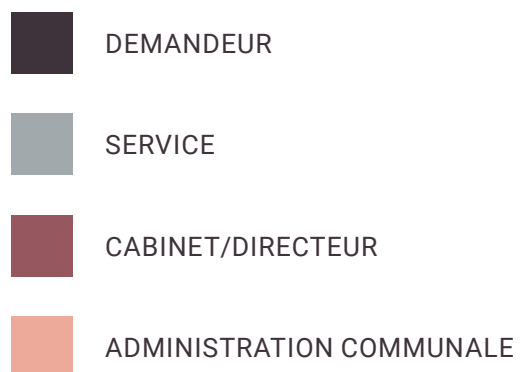 DEMANDEUR
SERVICE
CABINET/DIRECTEUR
ADMINISTRATION COMMUNALE